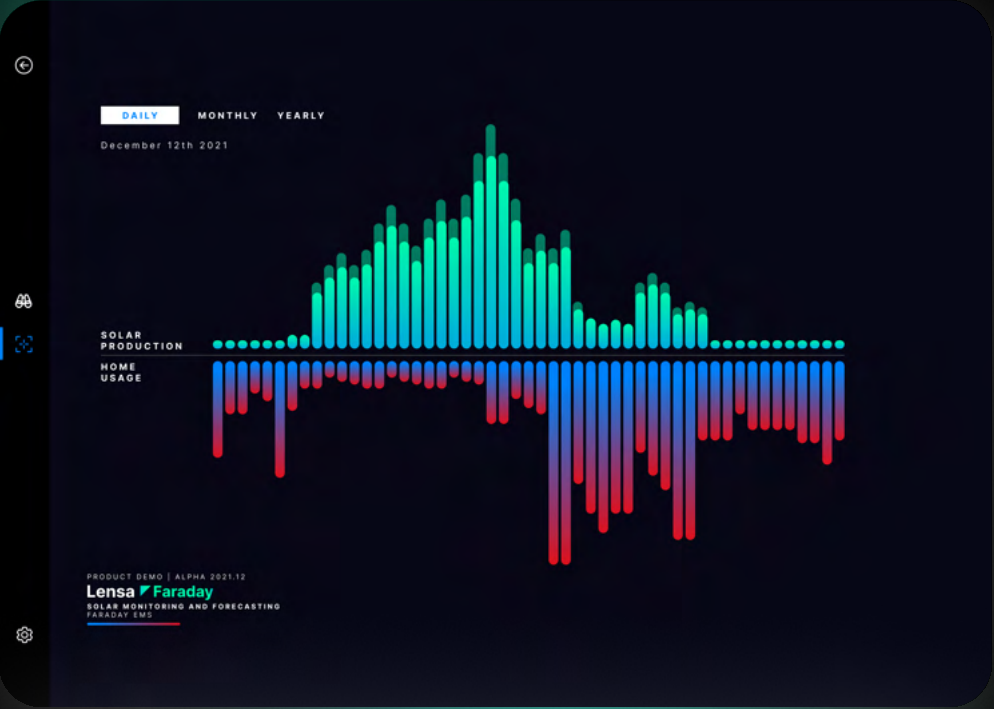 DAILY MONTHLY YEARLY
December 12th 2021
SOLAR
PRODUCTION
HOME
USAGE
PRODUCT DEMO | ALPHA 2021.12
Lensa Faraday
SOLAR MONITORING AND FORECASTING
FARADAY EMS